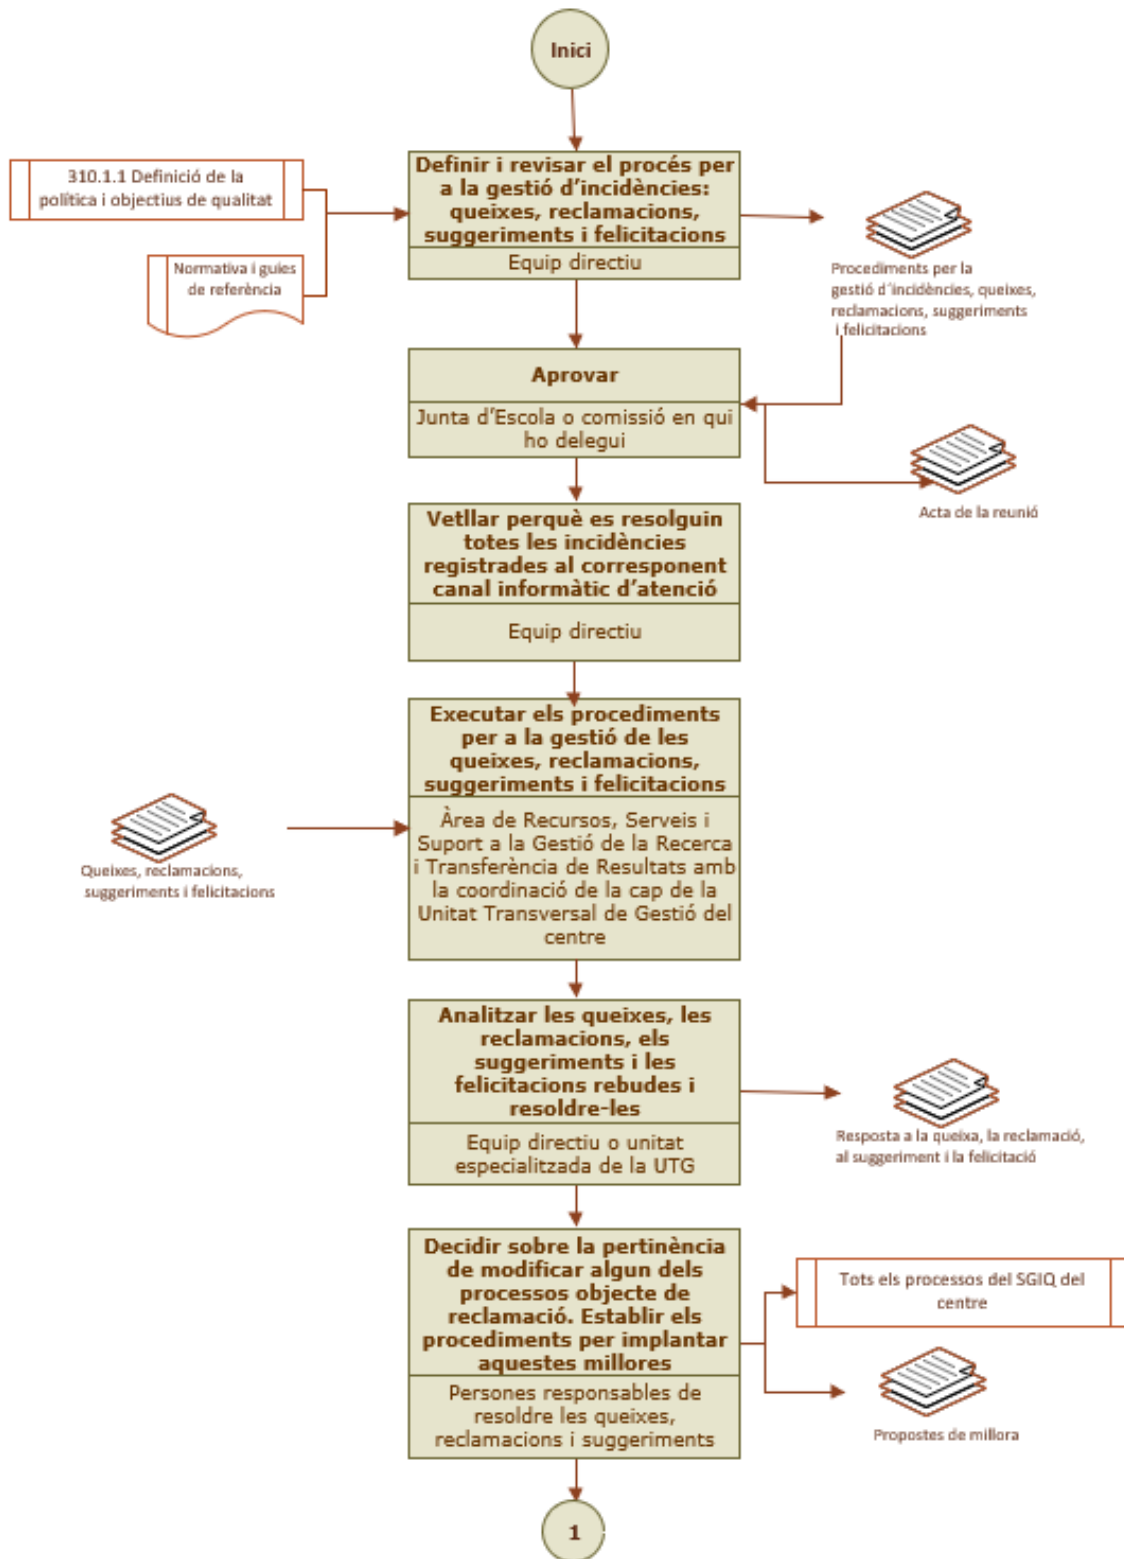 Inici
Definir i revisar el procés per
a la gestió d’incidències:
queixes, reclamacions,
suggeriments i felicitacions
Equip directiu
310.1.1 Definició de la
política i objectius de qualitat
Normativa i guies
de referència
Procediments per la
gestió d´incidències, queixes,
reclamacions, suggeriments
i felicitacions
Aprovar
Junta d’Escola o comissió en qui
ho delegui
Acta de la reunió
Vetllar perquè es resolguin
totes les incidències
registrades al corresponent
canal informàtic d’atenció
Equip directiu
Executar els procediments
per a la gestió de les
queixes, reclamacions,
suggeriments i felicitacions
Àrea de Recursos, Serveis i
Suport a la Gestió de la Recerca
i Transferència de Resultats amb
la coordinació de la cap de la
Unitat Transversal de Gestió del
centre
Queixes, reclamacions,
suggeriments i felicitacions
Analitzar les queixes, les
reclamacions, els
suggeriments i les
felicitacions rebudes i
resoldre-les
Equip directiu o unitat
especialitzada de la UTG
Resposta a la queixa, la reclamació,
al suggeriment i la felicitació
Decidir sobre la pertinència
de modificar algun dels
processos objecte de
reclamació. Establir els
procediments per implantar
aquestes millores
Persones responsables de
resoldre les queixes,
reclamacions i suggeriments
Tots els processos del SGIQ del
centre
Propostes de millora
1